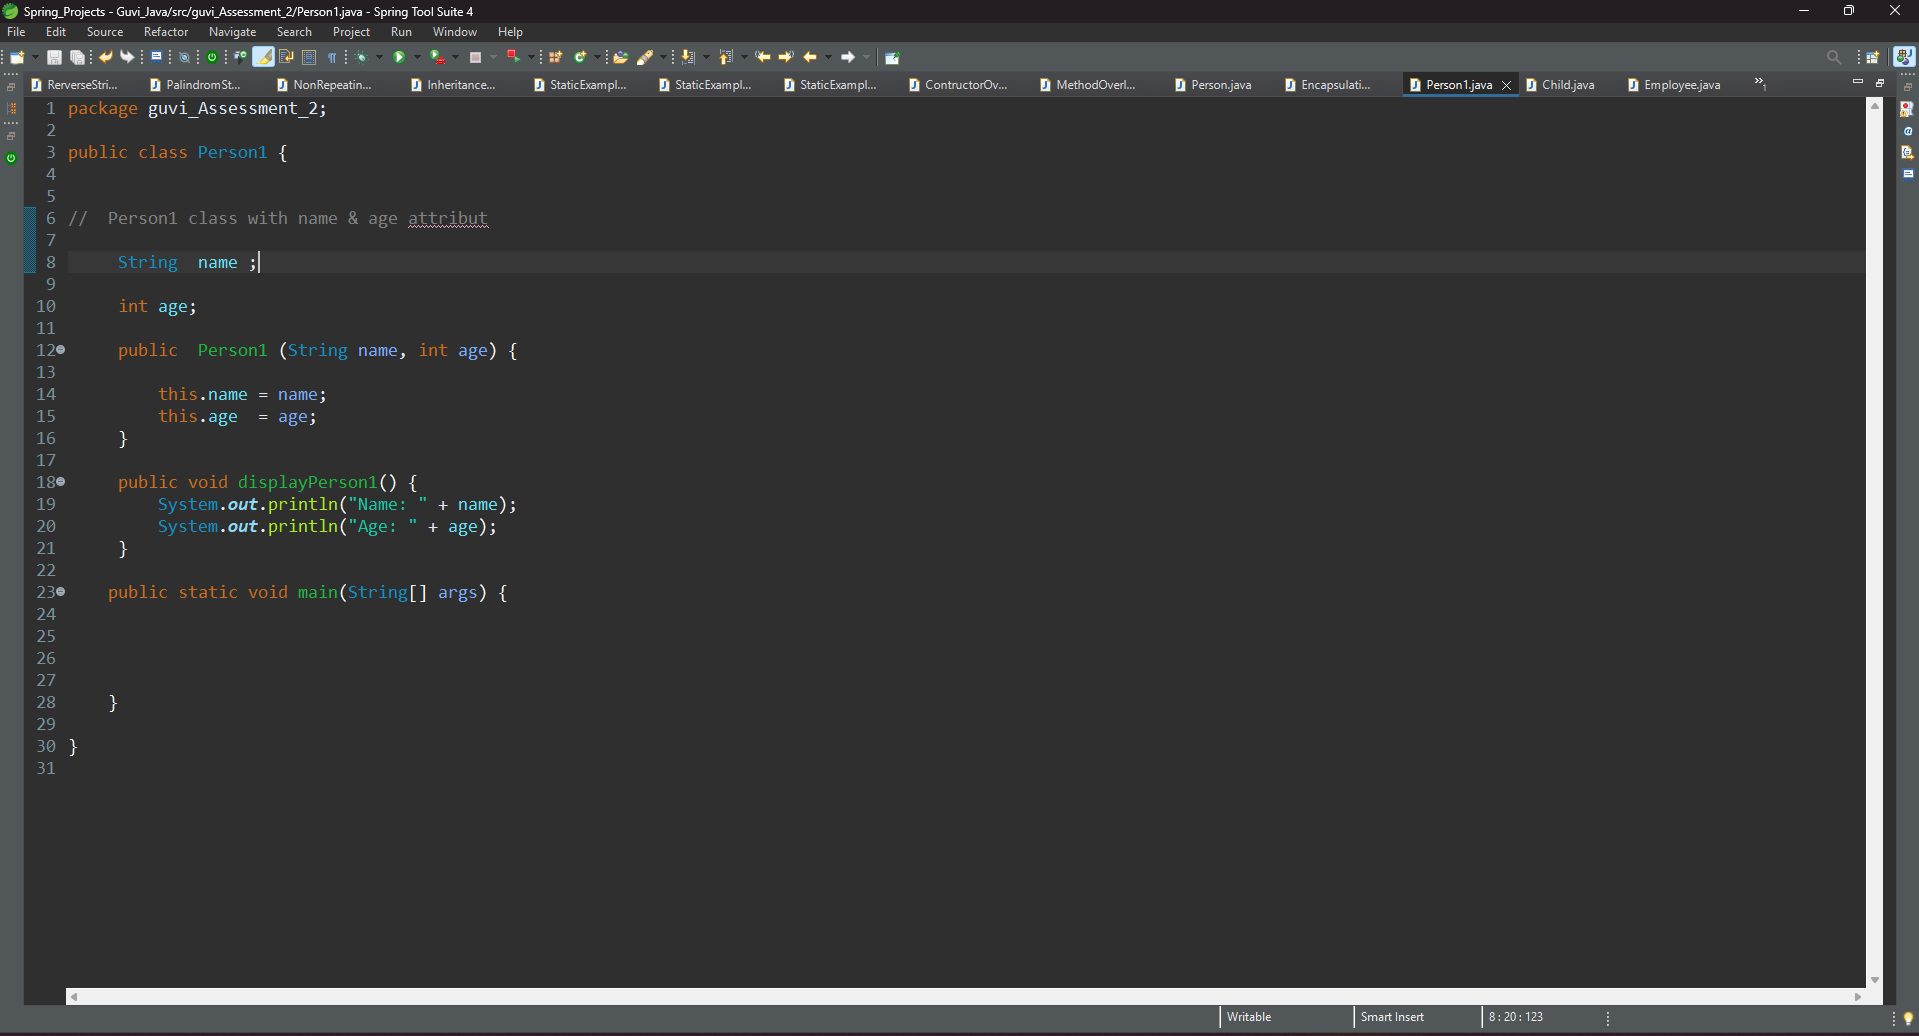 Spring_Projects - Guvi_Java/src/guvi_Assessment_2/Person1.java - Spring Tool Suite 4
File Edit Source Refactor Navigate Search Project Run Window Help
RerverseStri... PalindromSt... NonRepeatin... Inheritance... StaticExampl... StaticExampl... StaticExampl... ContructorOv... MethodOverl... Person.java Encapsulati... Person1.java Child.java Employee.java »1
1 package guvi_Assessment_2;
2
3 public class Person1 {
4
5
6 //  Person1 class with name & age attribut
7
8 String  name ;
9
10 int age;
11
12 public  Person1 (String name, int age) {
13
14 this.name = name;
15 this.age  = age;
16 }
17
18 public void displayPerson1() {
19 System.out.println("Name: " + name);
20 System.out.println("Age: " + age);
21 }
22
23 public static void main(String[] args) {
24
25
26
27
28 }
29
30 }
31
Writable Smart Insert 8 : 20 : 123